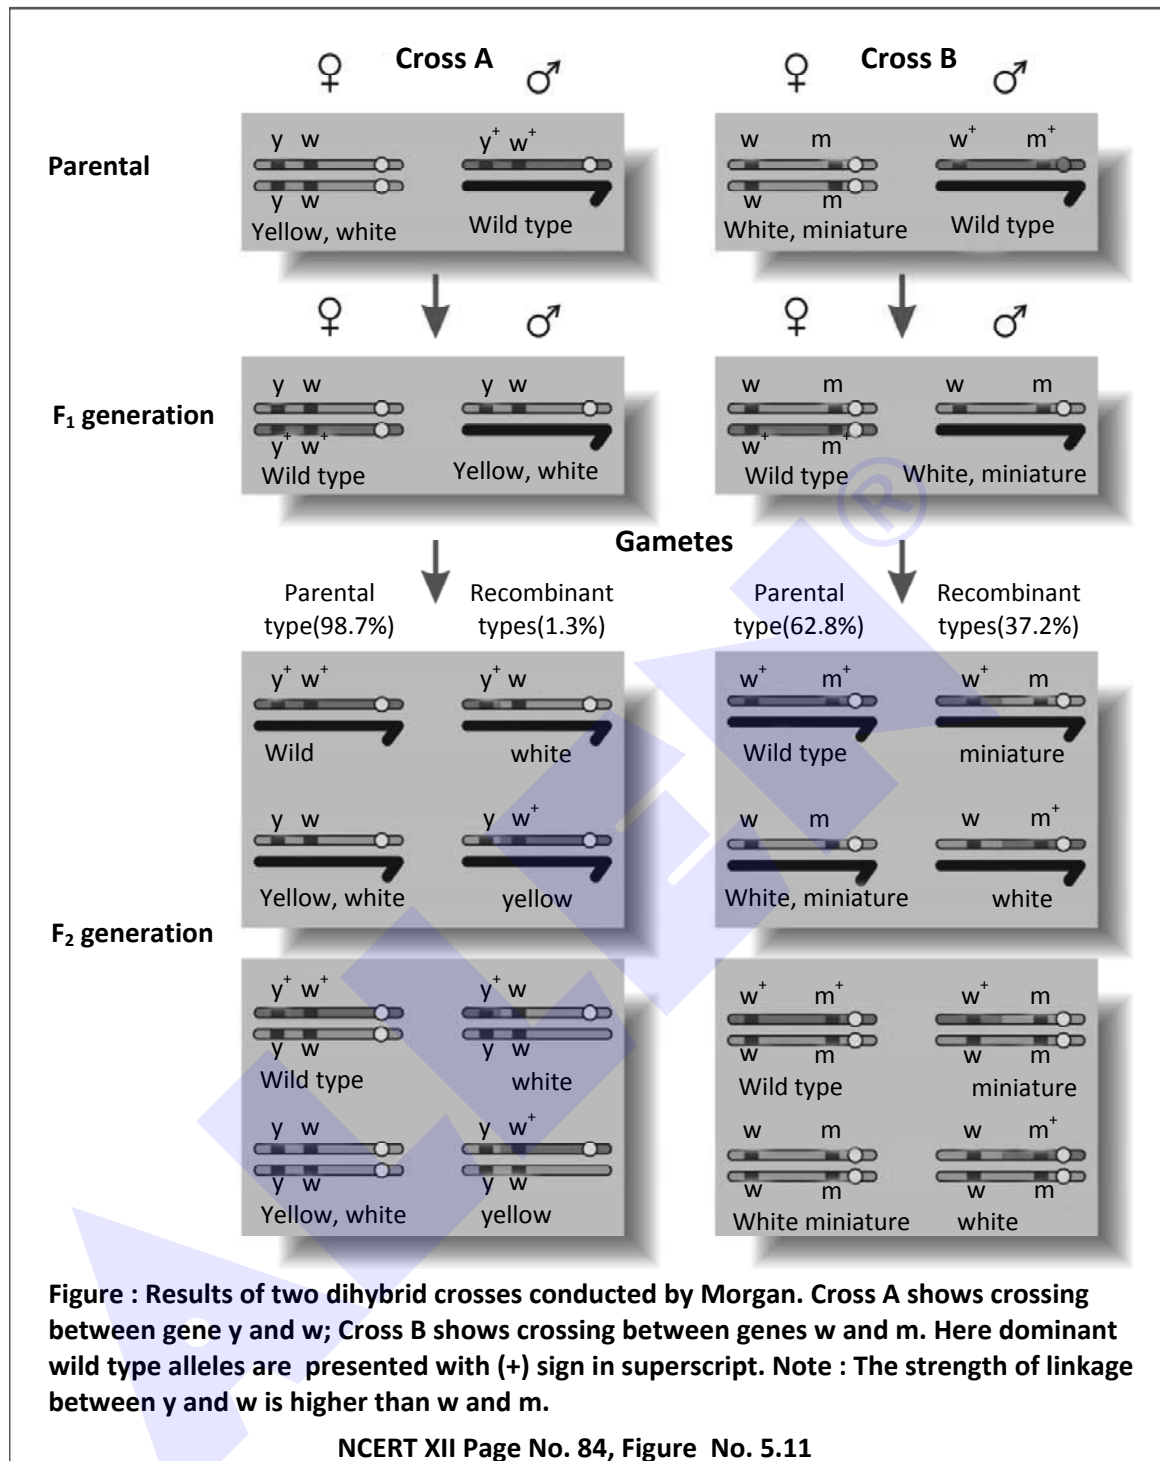 ♀ Cross A ♂ ♀ Cross B ♂
Parental
y w y⁺ w⁺ w m w⁺ m⁺
y w w m
Yellow, white Wild type White, miniature Wild type
♀ ♂ ♀ ♂
F₁ generation
y w y w w m w m
y⁺ w⁺ w⁺ m⁺
Wild type Yellow, white Wild type White, miniature
Gametes
Parental Recombinant Parental Recombinant
type(98.7%) types(1.3%) type(62.8%) types(37.2%)
y⁺ w⁺ y⁺ w w⁺ m⁺ w⁺ m
Wild white Wild type miniature
y w y w⁺ w m w m⁺
Yellow, white yellow White, miniature white
F₂ generation
y⁺ w⁺ y⁺ w w⁺ m⁺ w⁺ m
y w y w w m w m
Wild type white Wild type miniature
y w y w⁺ w m w m⁺
y w y w w m w m
Yellow, white yellow White miniature white
Figure : Results of two dihybrid crosses conducted by Morgan. Cross A shows crossing
between gene y and w; Cross B shows crossing between genes w and m. Here dominant
wild type alleles are presented with (+) sign in superscript. Note : The strength of linkage
between y and w is higher than w and m.
NCERT XII Page No. 84, Figure No. 5.11
ALLEN®